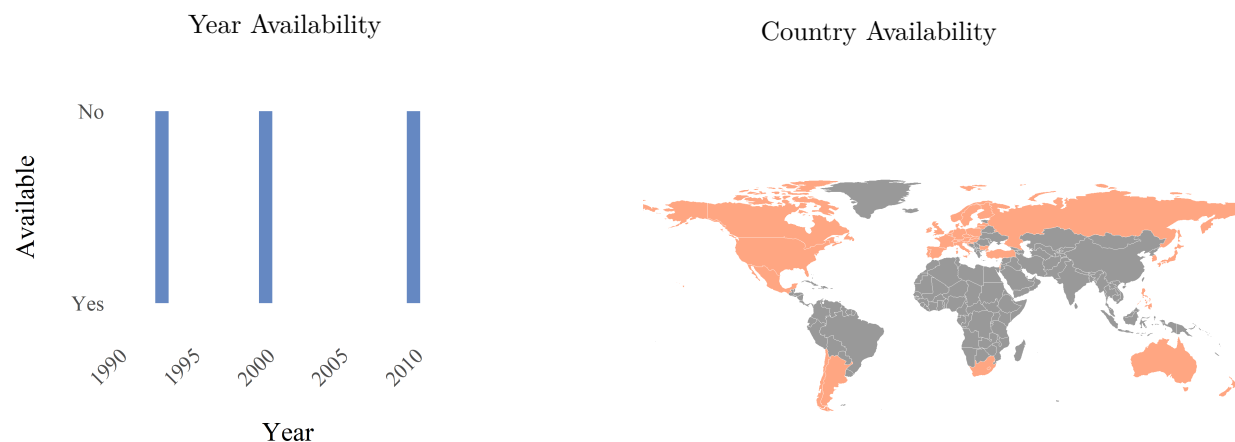 Year Availability
Country Availability
Available
No
Yes
1990
1995
2000
2005
2010
Year